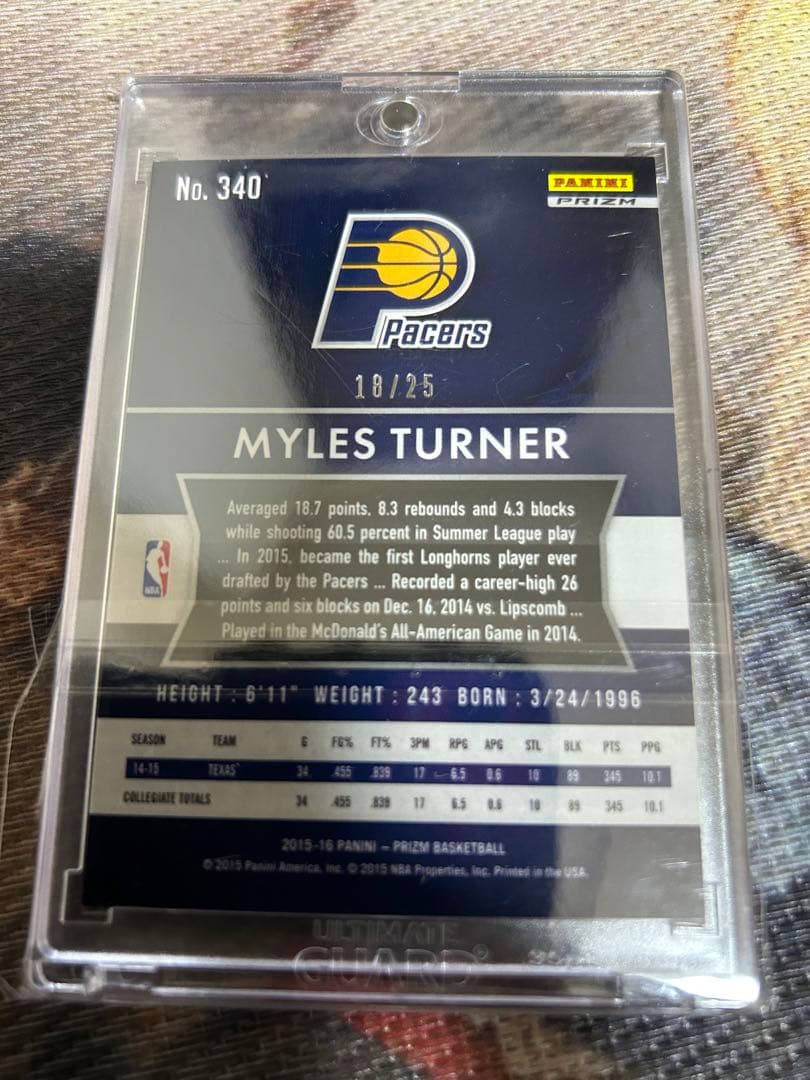 No. 340
PANINI
PRIZM
Pacers
18/25
MYLES TURNER
Averaged 18.7 points, 8.3 rebounds and 4.3 blocks
while shooting 60.5 percent in Summer League play
... In 2015, became the first Longhorns player ever
drafted by the Pacers ... Recorded a career-high 26
points and six blocks on Dec. 16, 2014 vs. Lipscomb ...
Played in the McDonald's All-American Game in 2014.
NBA
HEIGHT : 6'11" WEIGHT : 243 BORN : 3/24/1996
SEASON TEAM G FG% FT% 3PM RPG APG STL BLK PTS PPG
14-15 TEXAS 34 .455 .839 17 6.5 0.6 10 89 345 10.1
COLLEGIATE TOTALS 34 .455 .839 17 6.5 0.6 10 89 345 10.1
2015-16 PANINI – PRIZM BASKETBALL
© 2015 Panini America, Inc. © 2015 NBA Properties, Inc. Printed in the USA.
ULTIMATE
GUARD®